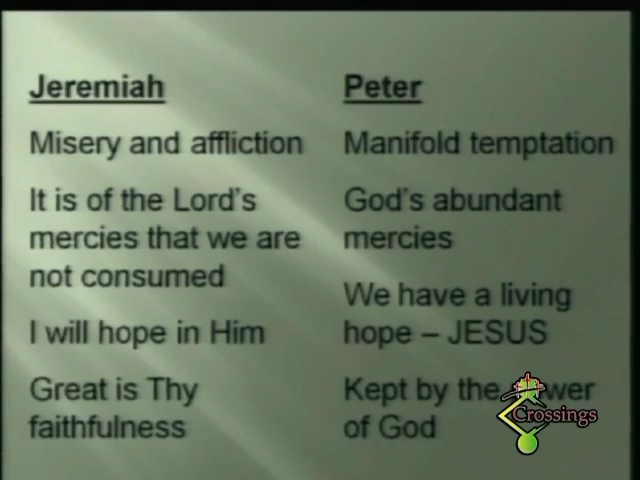 Jeremiah
Misery and affliction
It is of the Lord's
mercies that we are
not consumed
I will hope in Him
Great is Thy
faithfulness
Peter
Manifold temptation
God's abundant
mercies
We have a living
hope – JESUS
Kept by the power
of God
Crossings